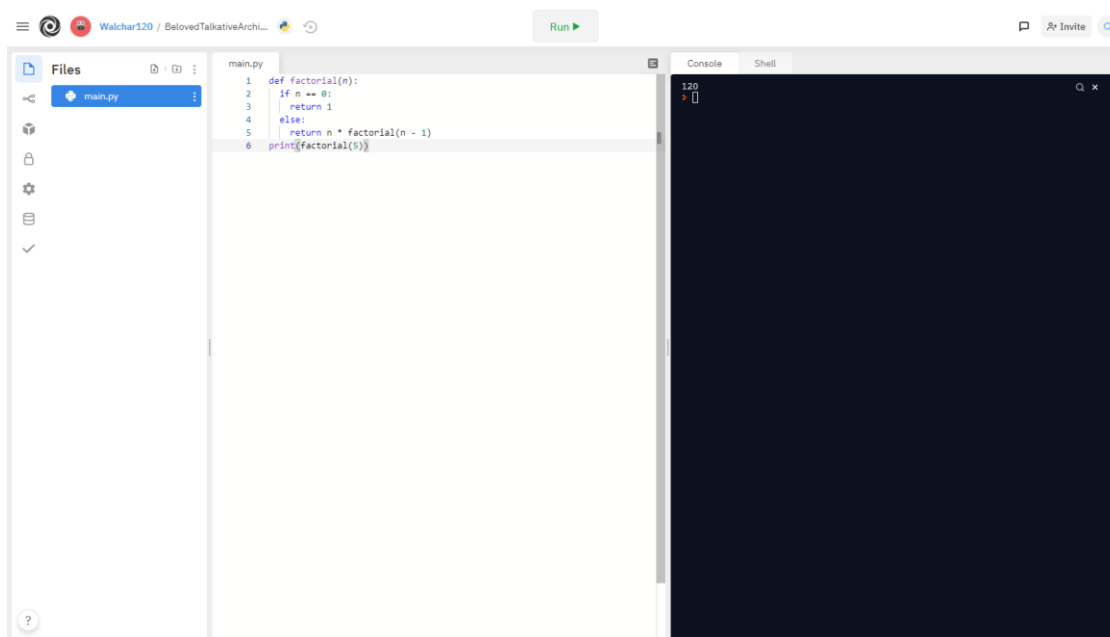 Walchar120 / BelovedTalkativeArchi...
Run
Invite
Files
main.py
main.py
1 def factorial(n):
2   if n == 0:
3     return 1
4   else:
5     return n * factorial(n - 1)
6 print(factorial(5))
Console Shell
120
>
?